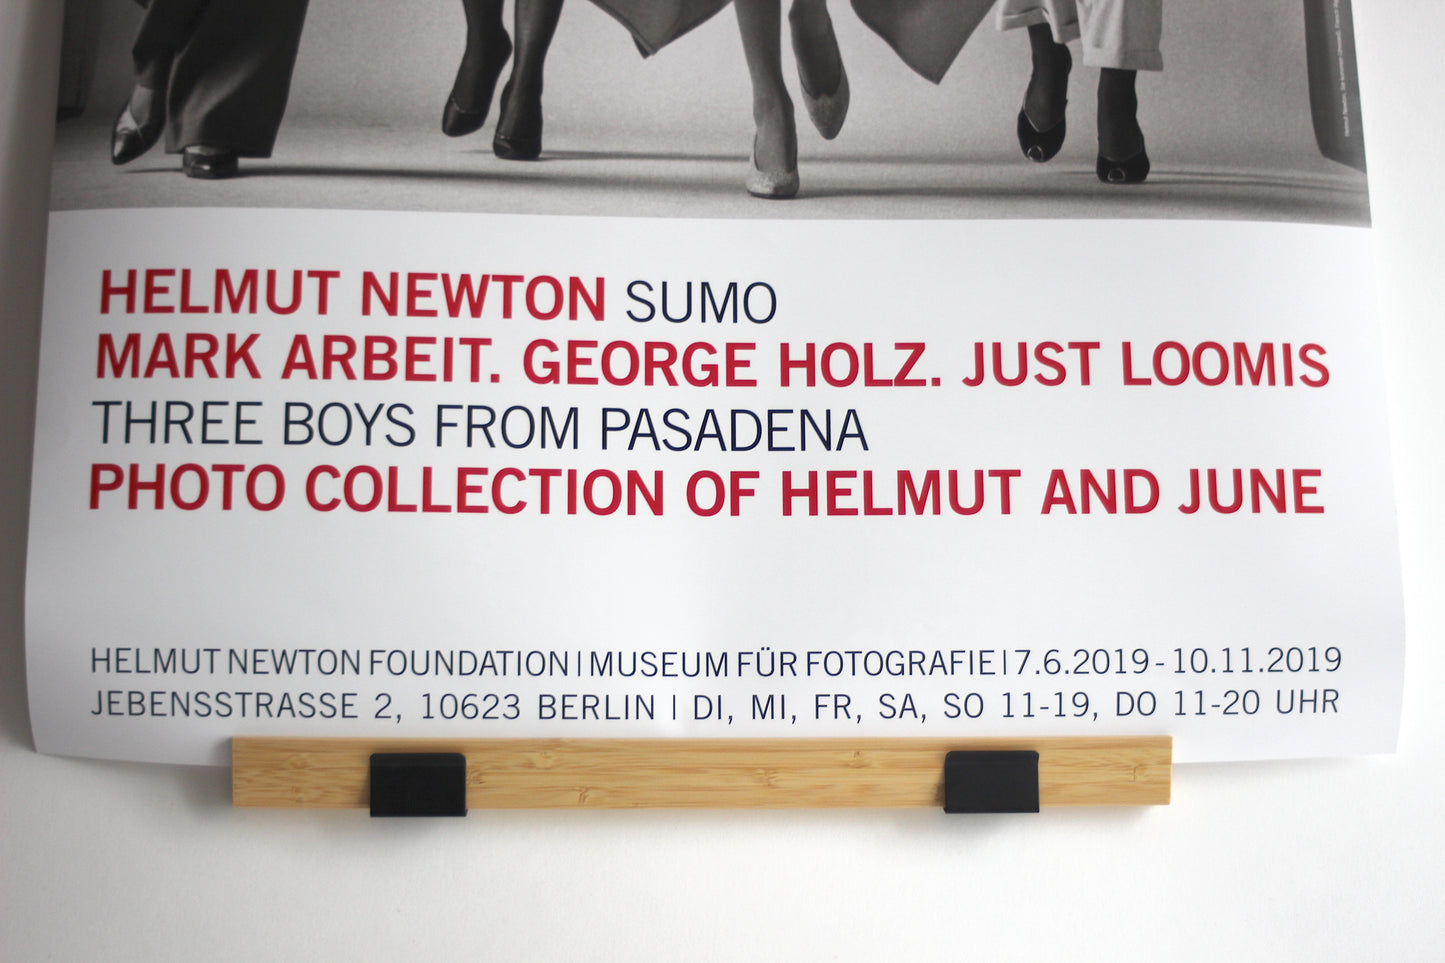 HELMUT NEWTON SUMO
MARK ARBEIT. GEORGE HOLZ. JUST LOOMIS
THREE BOYS FROM PASADENA
PHOTO COLLECTION OF HELMUT AND JUNE
HELMUT NEWTON FOUNDATION | MUSEUM FÜR FOTOGRAFIE | 7.6.2019 - 10.11.2019
JEBENSSTRASSE 2, 10623 BERLIN | DI, MI, FR, SA, SO 11-19, DO 11-20 UHR